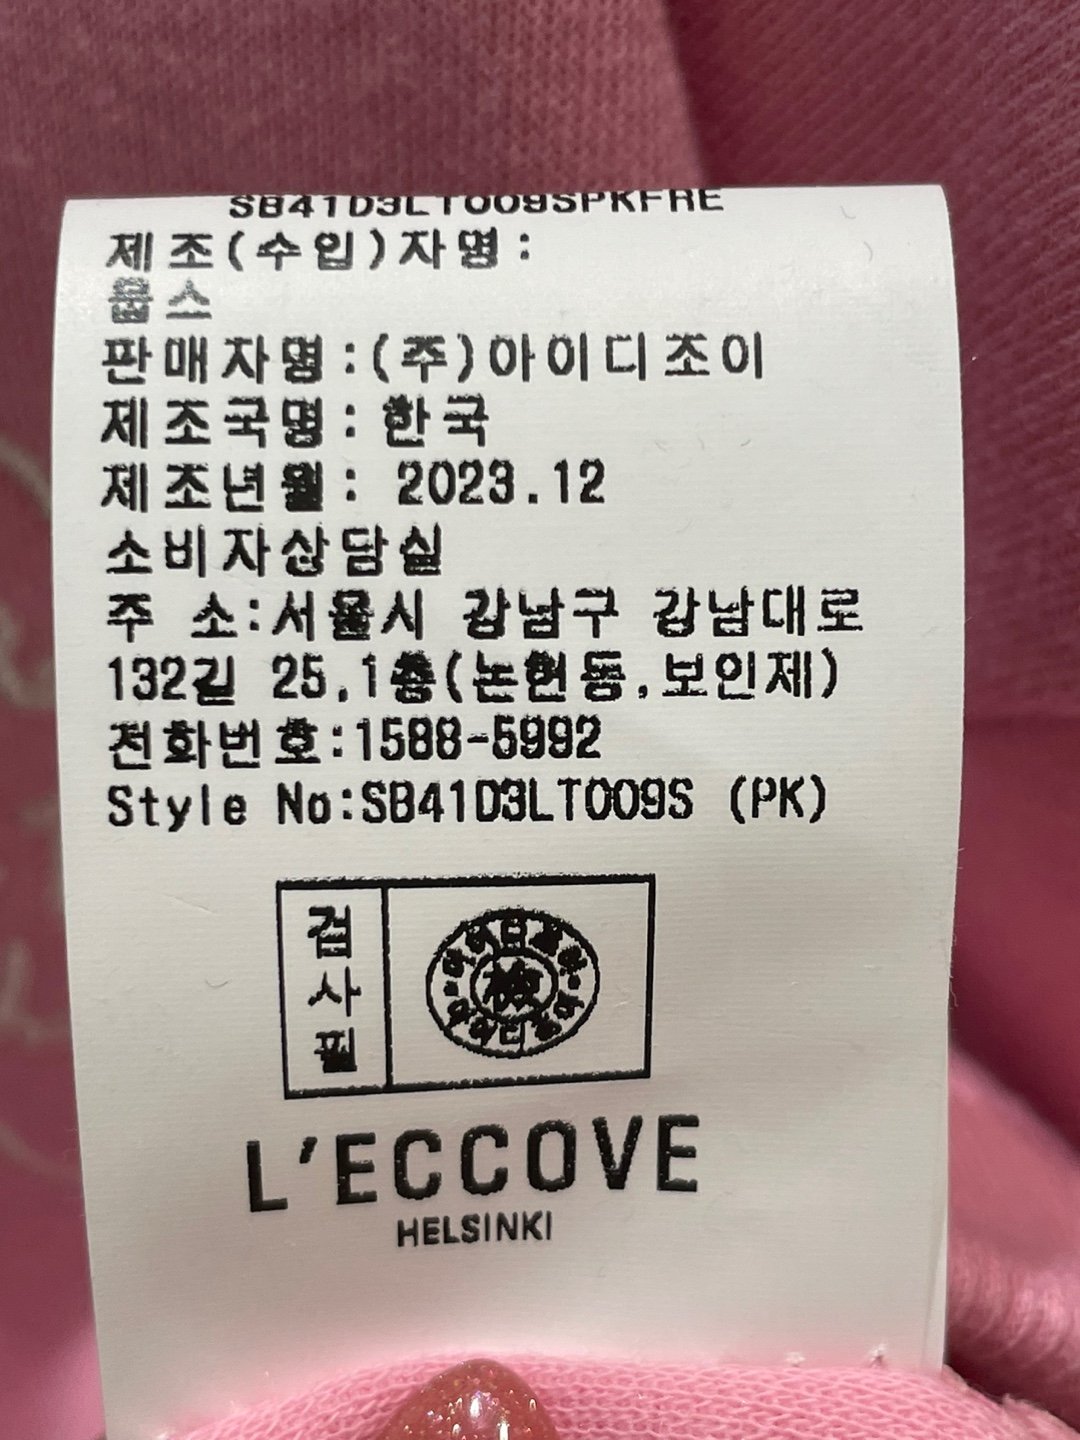 SB41D3LT009SPKFRE
제조(수입)자명:
웁스
판매자명:(주)아이디조이
제조국명: 한국
제조년월: 2023.12
소비자상담실
주 소:서울시 강남구 강남대로
132길 25,1층(논현동,보인제)
전화번호:1588-5992
Style No:SB41D3LT009S (PK)
검
사
필
檢
L'ECCOVE
HELSINKI